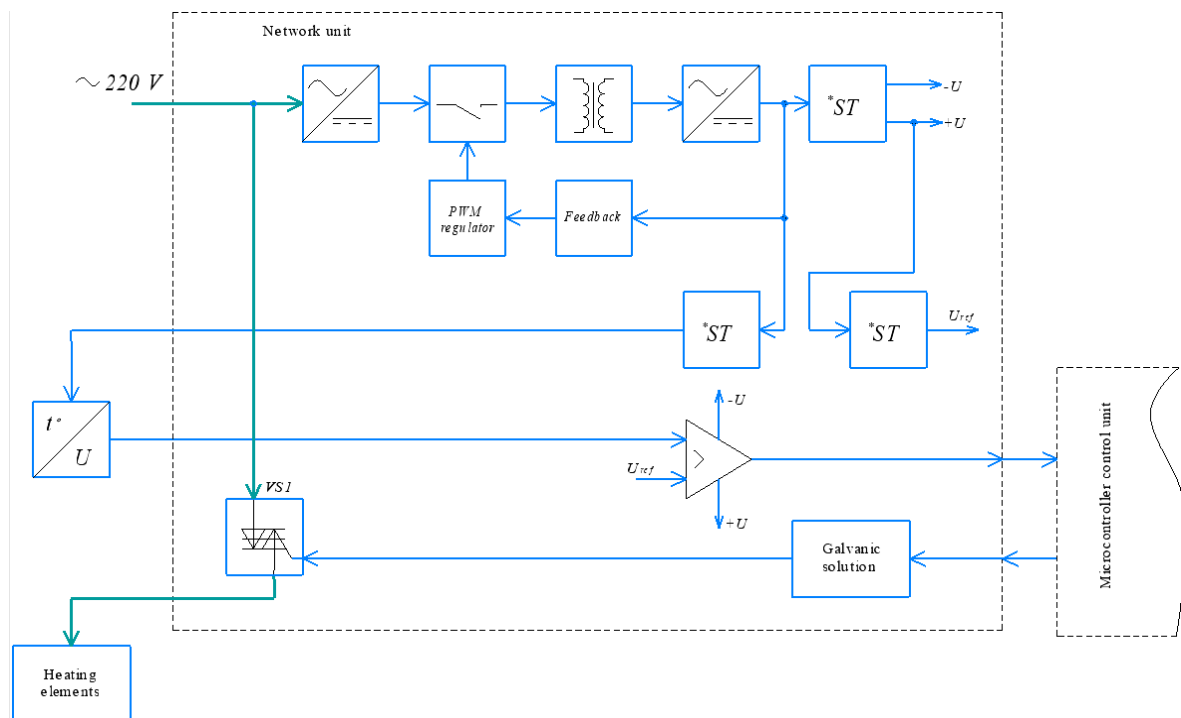 Network unit
~ 220 V
*ST
-U
+U
PWM
regulator
Feedback
*ST
*ST
Uref
t°
U
-U
Uref
+U
VS1
Galvanic
solution
Microcontroller control unit
Heating
elements